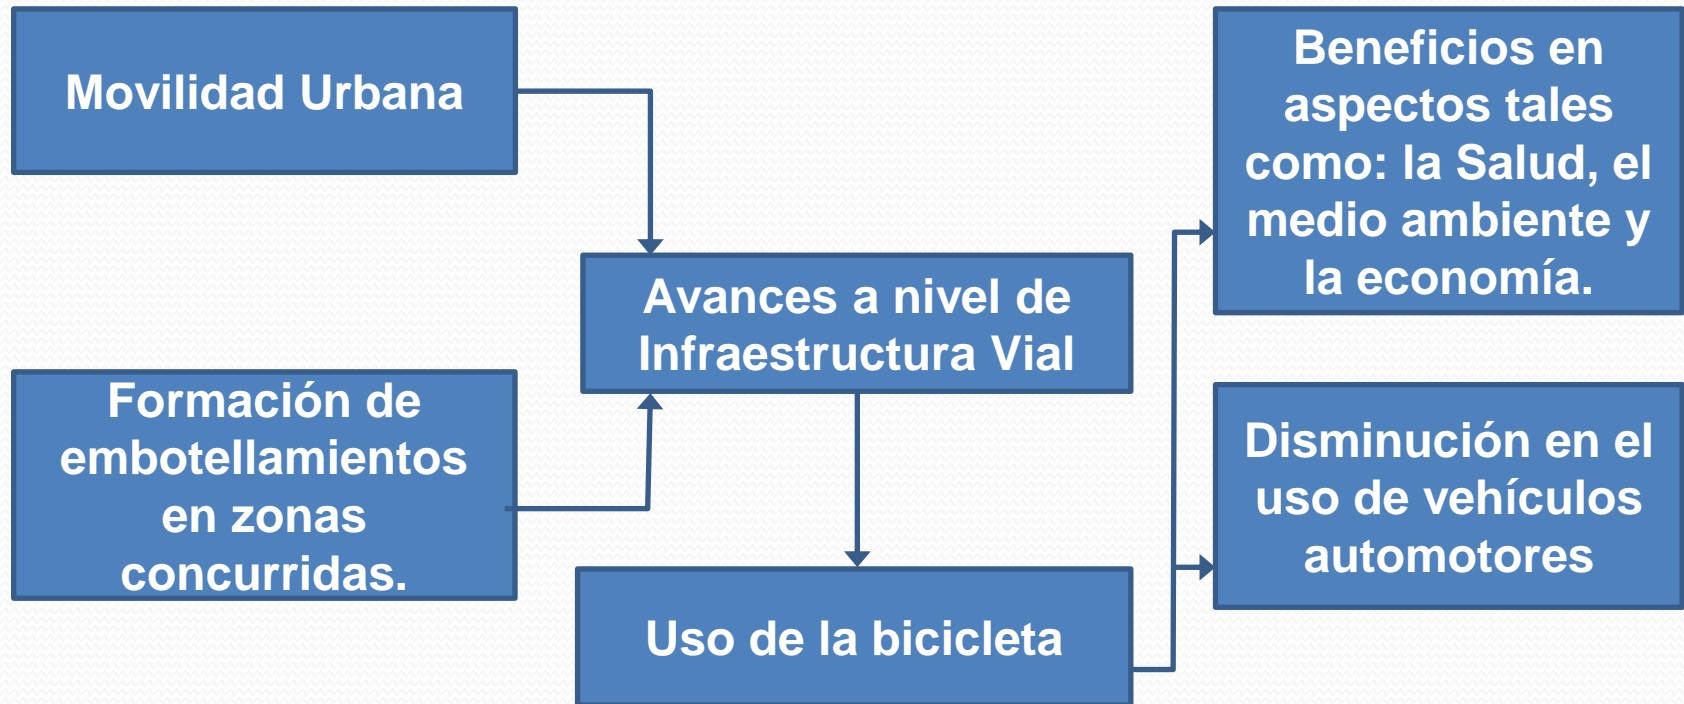 Movilidad Urbana
Formación de
embotellamientos
en zonas
concurridas.
Avances a nivel de
Infraestructura Vial
Uso de la bicicleta
Beneficios en
aspectos tales
como: la Salud, el
medio ambiente y
la economía.
Disminución en el
uso de vehículos
automotores